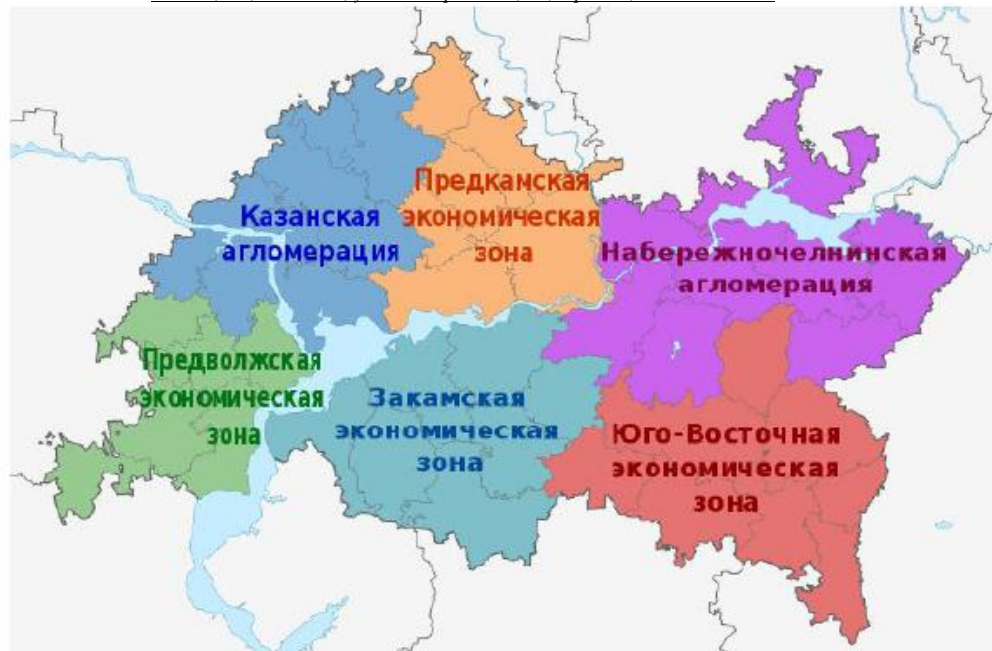 Казанская
агломерация
Предкамская
экономическая
зона
Набережночелнинская
агломерация
Предволжская
экономическая
зона
Закамская
экономическая
зона
Юго-Восточная
экономическая
зона